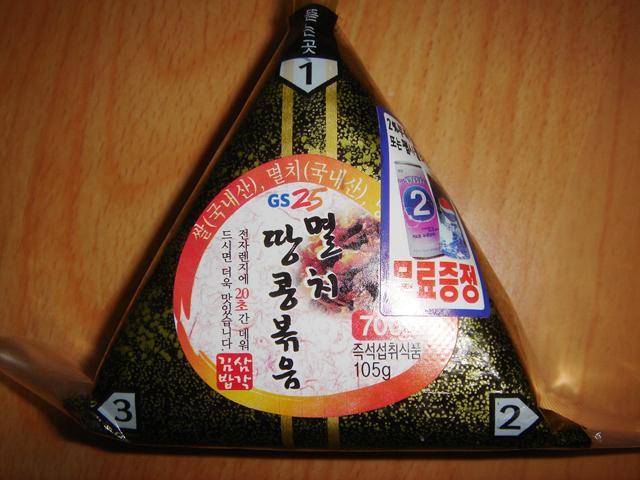 곳
1
쌀(국내산), 멸치(국내산),
GS25
멸치
땅콩볶음
전자렌지에 20초간 데워
드시면 더욱 맛있습니다
삼각
김밥
2
무료증정
700
즉석섭취식품
105g
3
2